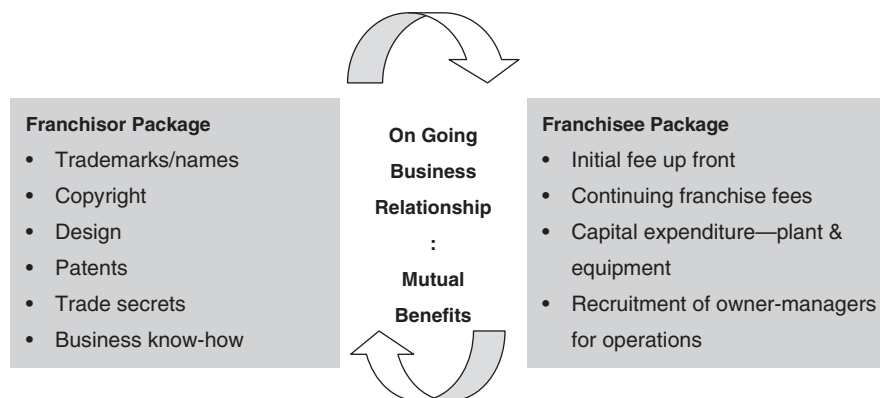 Franchisor Package
• Trademarks/names
• Copyright
• Design
• Patents
• Trade secrets
• Business know-how
On Going
Business
Relationship
:
Mutual
Benefits
Franchisee Package
• Initial fee up front
• Continuing franchise fees
• Capital expenditure—plant &
equipment
• Recruitment of owner-managers
for operations